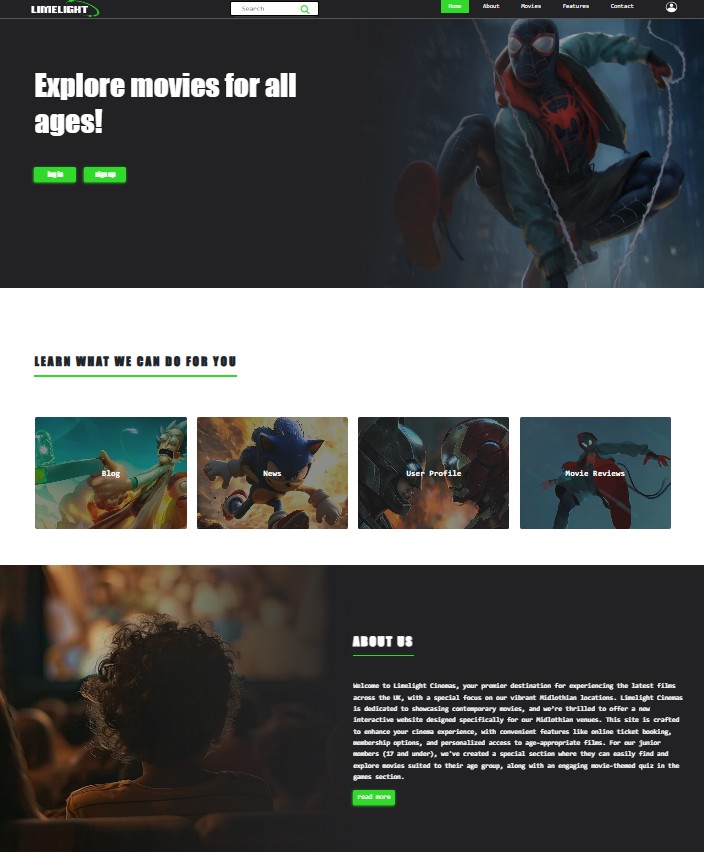 LIMELIGHT
Search
Home About Movies Features Contact
Explore movies for all
ages!
log in sign up
LEARN WHAT WE CAN DO FOR YOU
Blog News User Profile Movie Reviews
ABOUT US
Welcome to Limelight Cinemas, your premier destination for experiencing the latest films
across the UK, with a special focus on our vibrant Midlothian locations. Limelight Cinemas
is dedicated to showcasing contemporary movies, and we're thrilled to offer a new
interactive website designed specifically for our Midlothian venues. This site is crafted
to enhance your cinema experience, with convenient features like online ticket booking,
membership options, and personalized access to age-appropriate films. For our junior
members (17 and under), we've created a special section where they can easily find and
explore movies suited to their age group, along with an engaging movie-themed quiz in the
games section.
read more